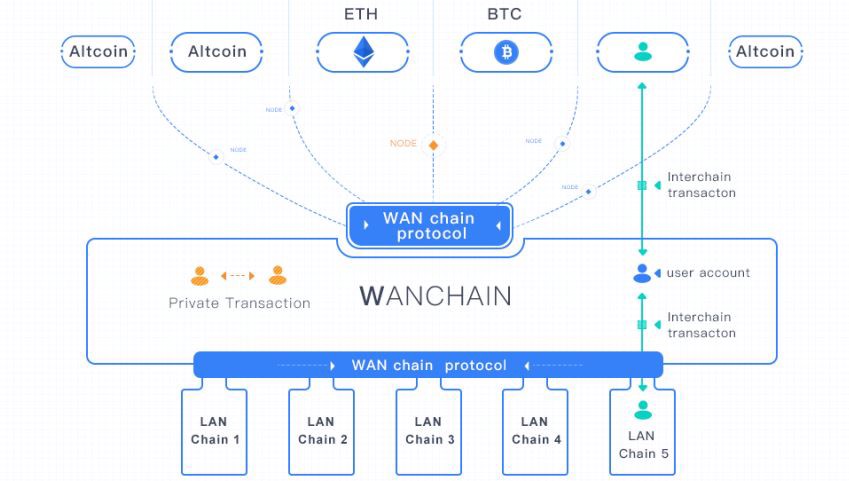 ETH
BTC
Altcoin
Altcoin
Altcoin
NODE
NODE
NODE
NODE
NODE
Interchain
transacton
WAN chain
protocol
user account
Private Transaction
WANCHAIN
Interchain
transacton
WAN chain protocol
LAN
Chain 1
LAN
Chain 2
LAN
Chain 3
LAN
Chain 4
LAN
Chain 5